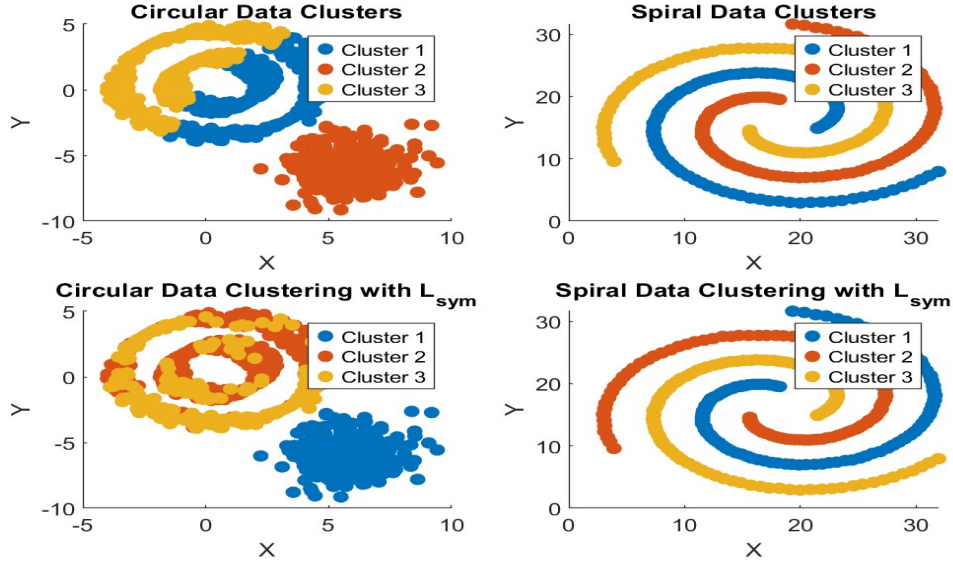 Circular Data Clusters
5
0
-5
-10
Y
-5
0
5
10
X
Cluster 1
Cluster 2
Cluster 3
Spiral Data Clusters
30
20
10
0
Y
0
10
20
30
X
Cluster 1
Cluster 2
Cluster 3
Circular Data Clustering with L_sym
5
0
-5
-10
Y
-5
0
5
10
X
Cluster 1
Cluster 2
Cluster 3
Spiral Data Clustering with L_sym
30
20
10
0
Y
0
10
20
30
X
Cluster 1
Cluster 2
Cluster 3